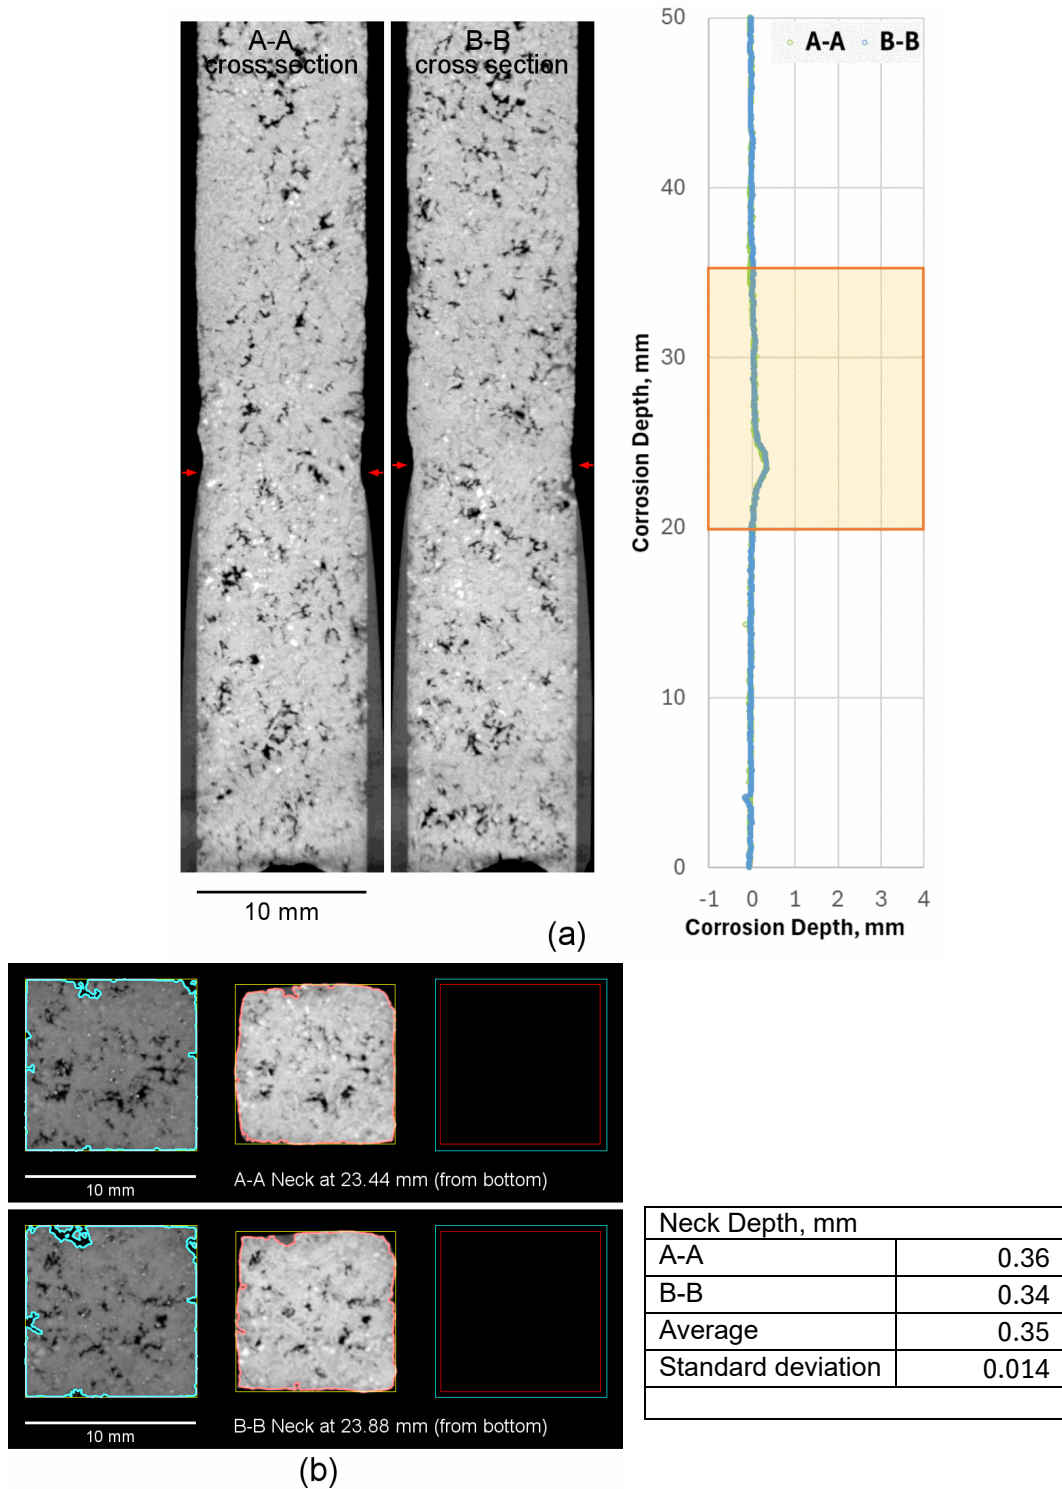 A-A
cross section
B-B
cross section
10 mm
(a)
A-A B-B
50
40
30
20
10
0
-1 0 1 2 3 4
Corrosion Depth, mm
Corrosion Depth, mm
10 mm
A-A Neck at 23.44 mm (from bottom)
10 mm
B-B Neck at 23.88 mm (from bottom)
(b)
Neck Depth, mm
A-A 0.36
B-B 0.34
Average 0.35
Standard deviation 0.014